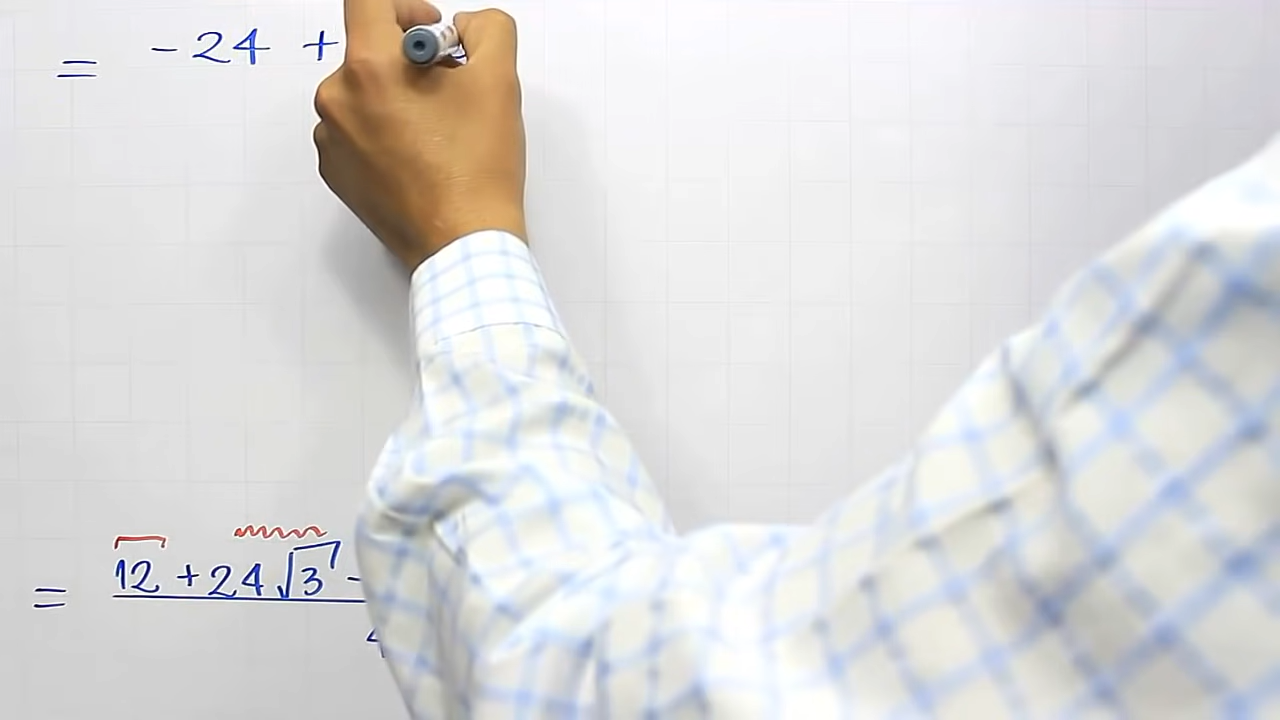 = -24 +
= 12 + 24√3 -